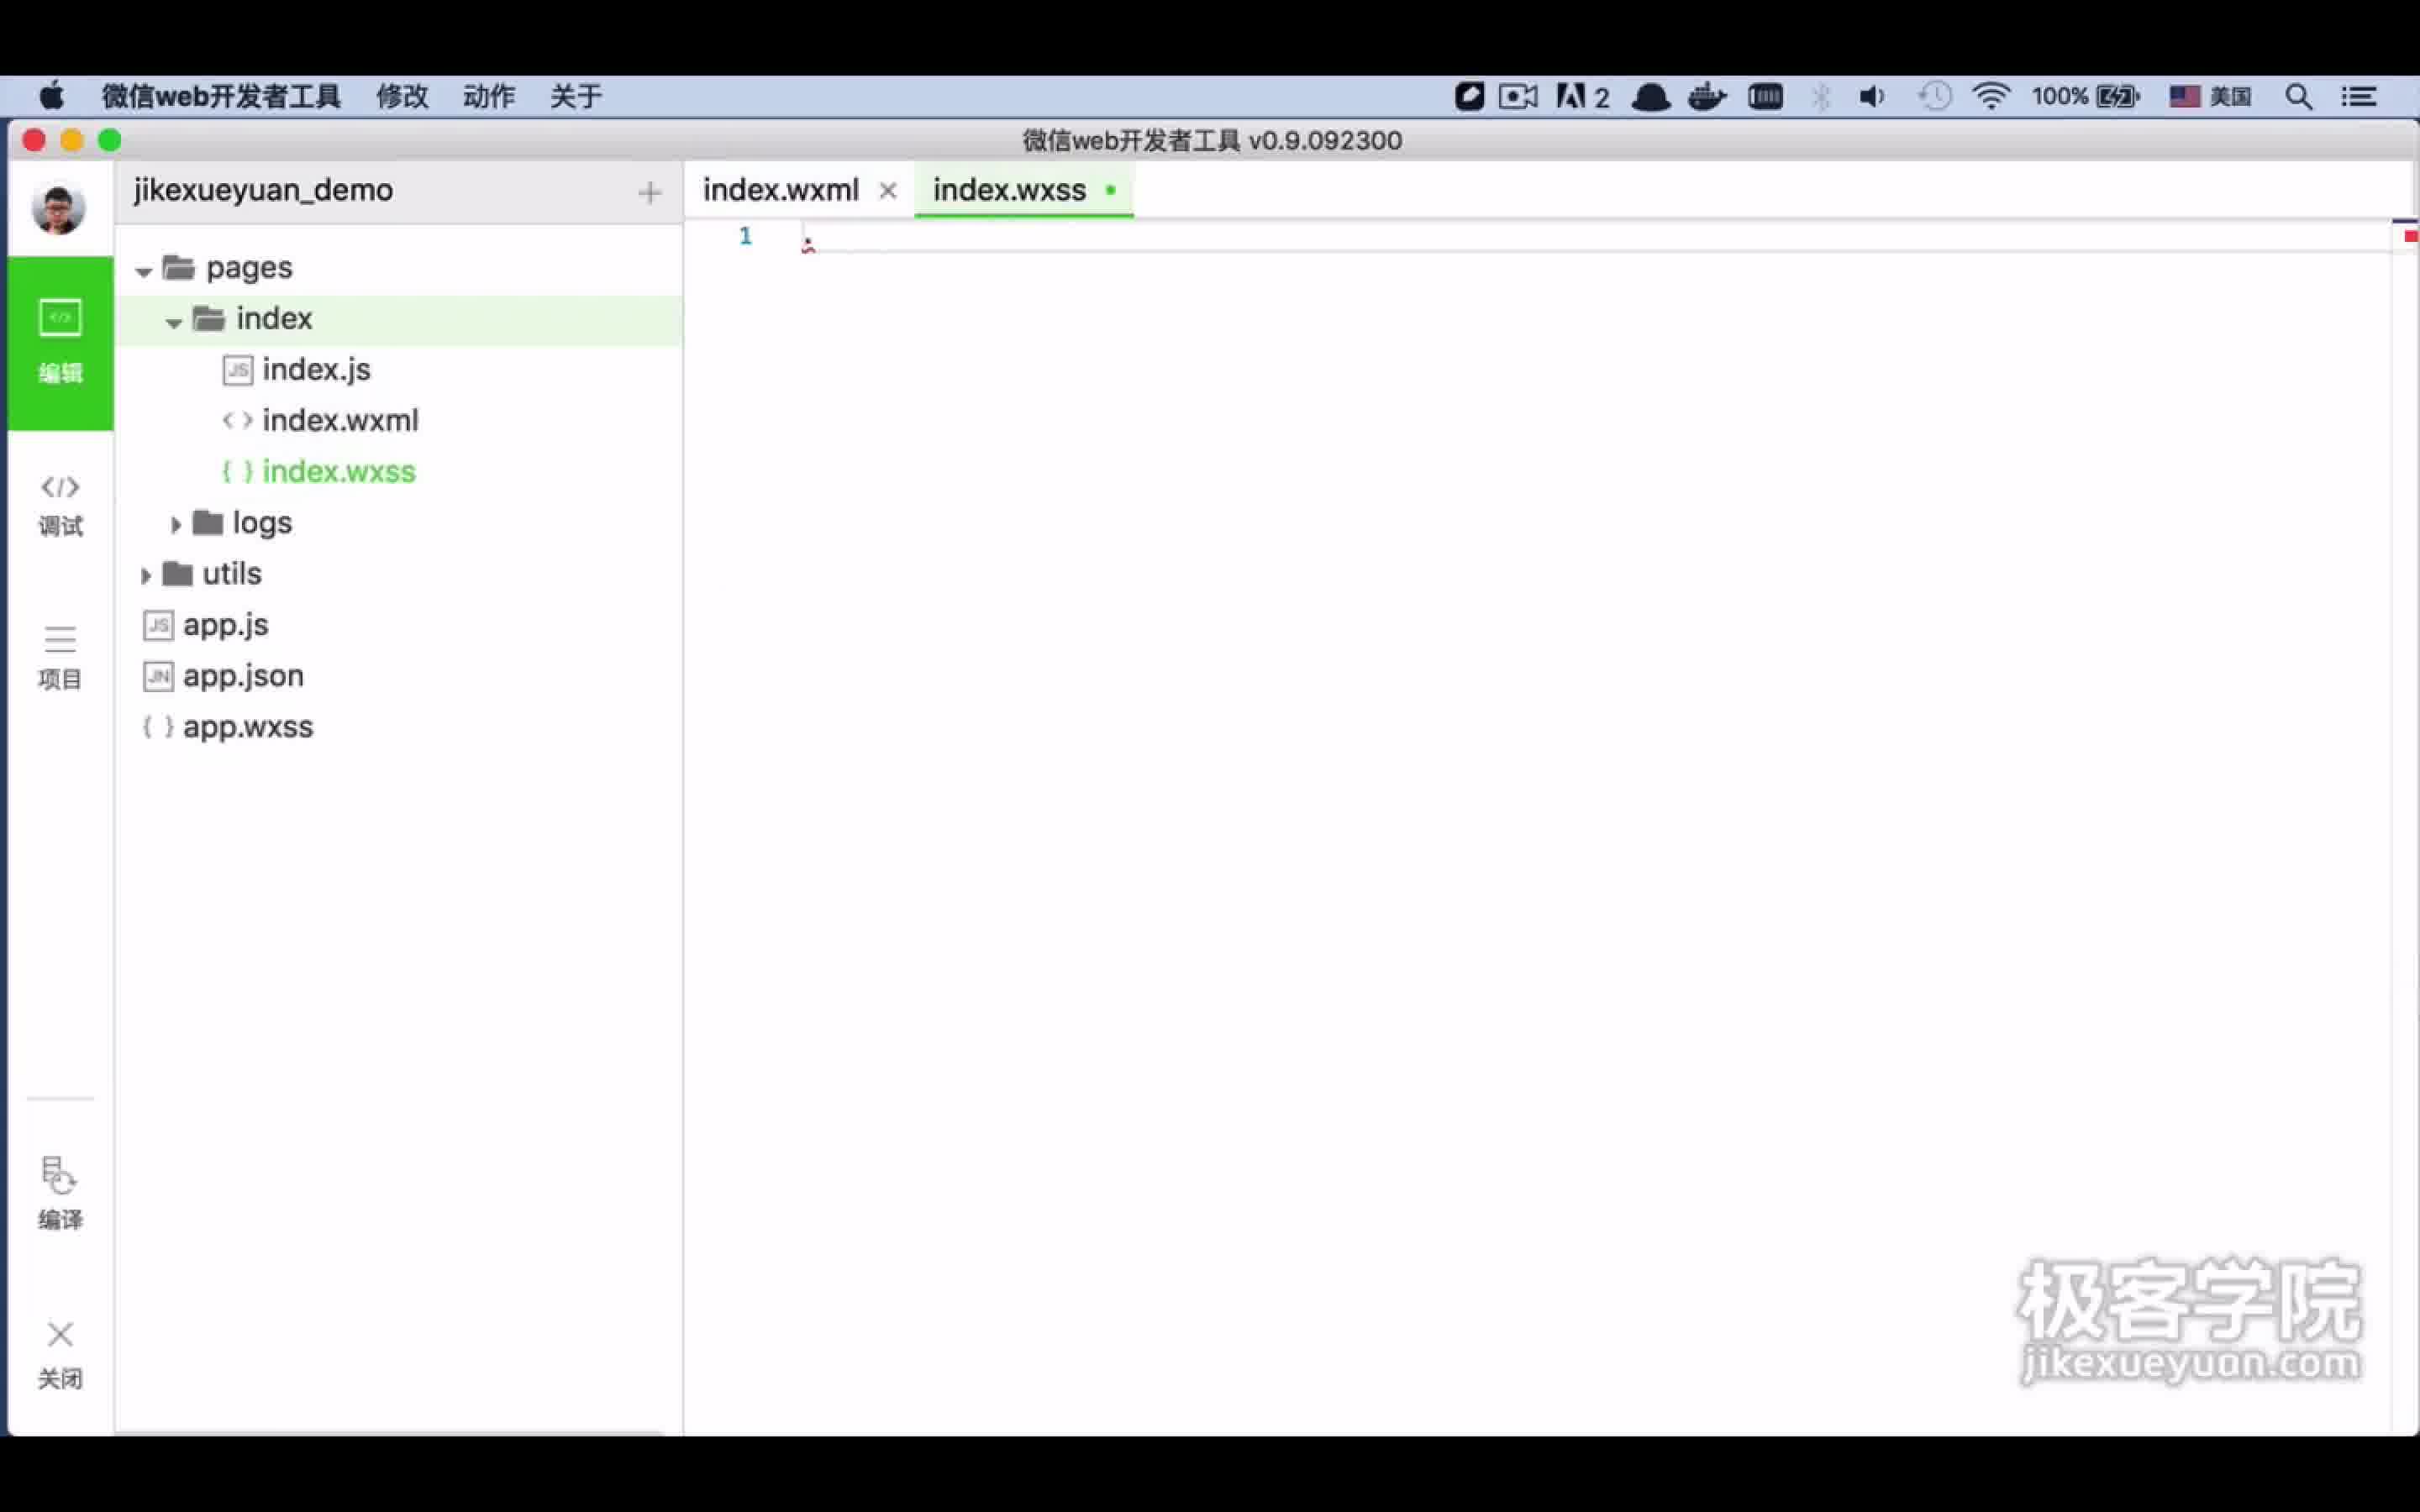 微信web开发者工具 修改 动作 关于 2 100% 美国
微信web开发者工具 v0.9.092300
jikexueyuan_demo
index.wxml index.wxss
1 .
pages
index
JS index.js
index.wxml
{ } index.wxss
logs
utils
JS app.js
JN app.json
{ } app.wxss
编辑
调试
项目
编译
关闭
极客学院
jikexueyuan.com